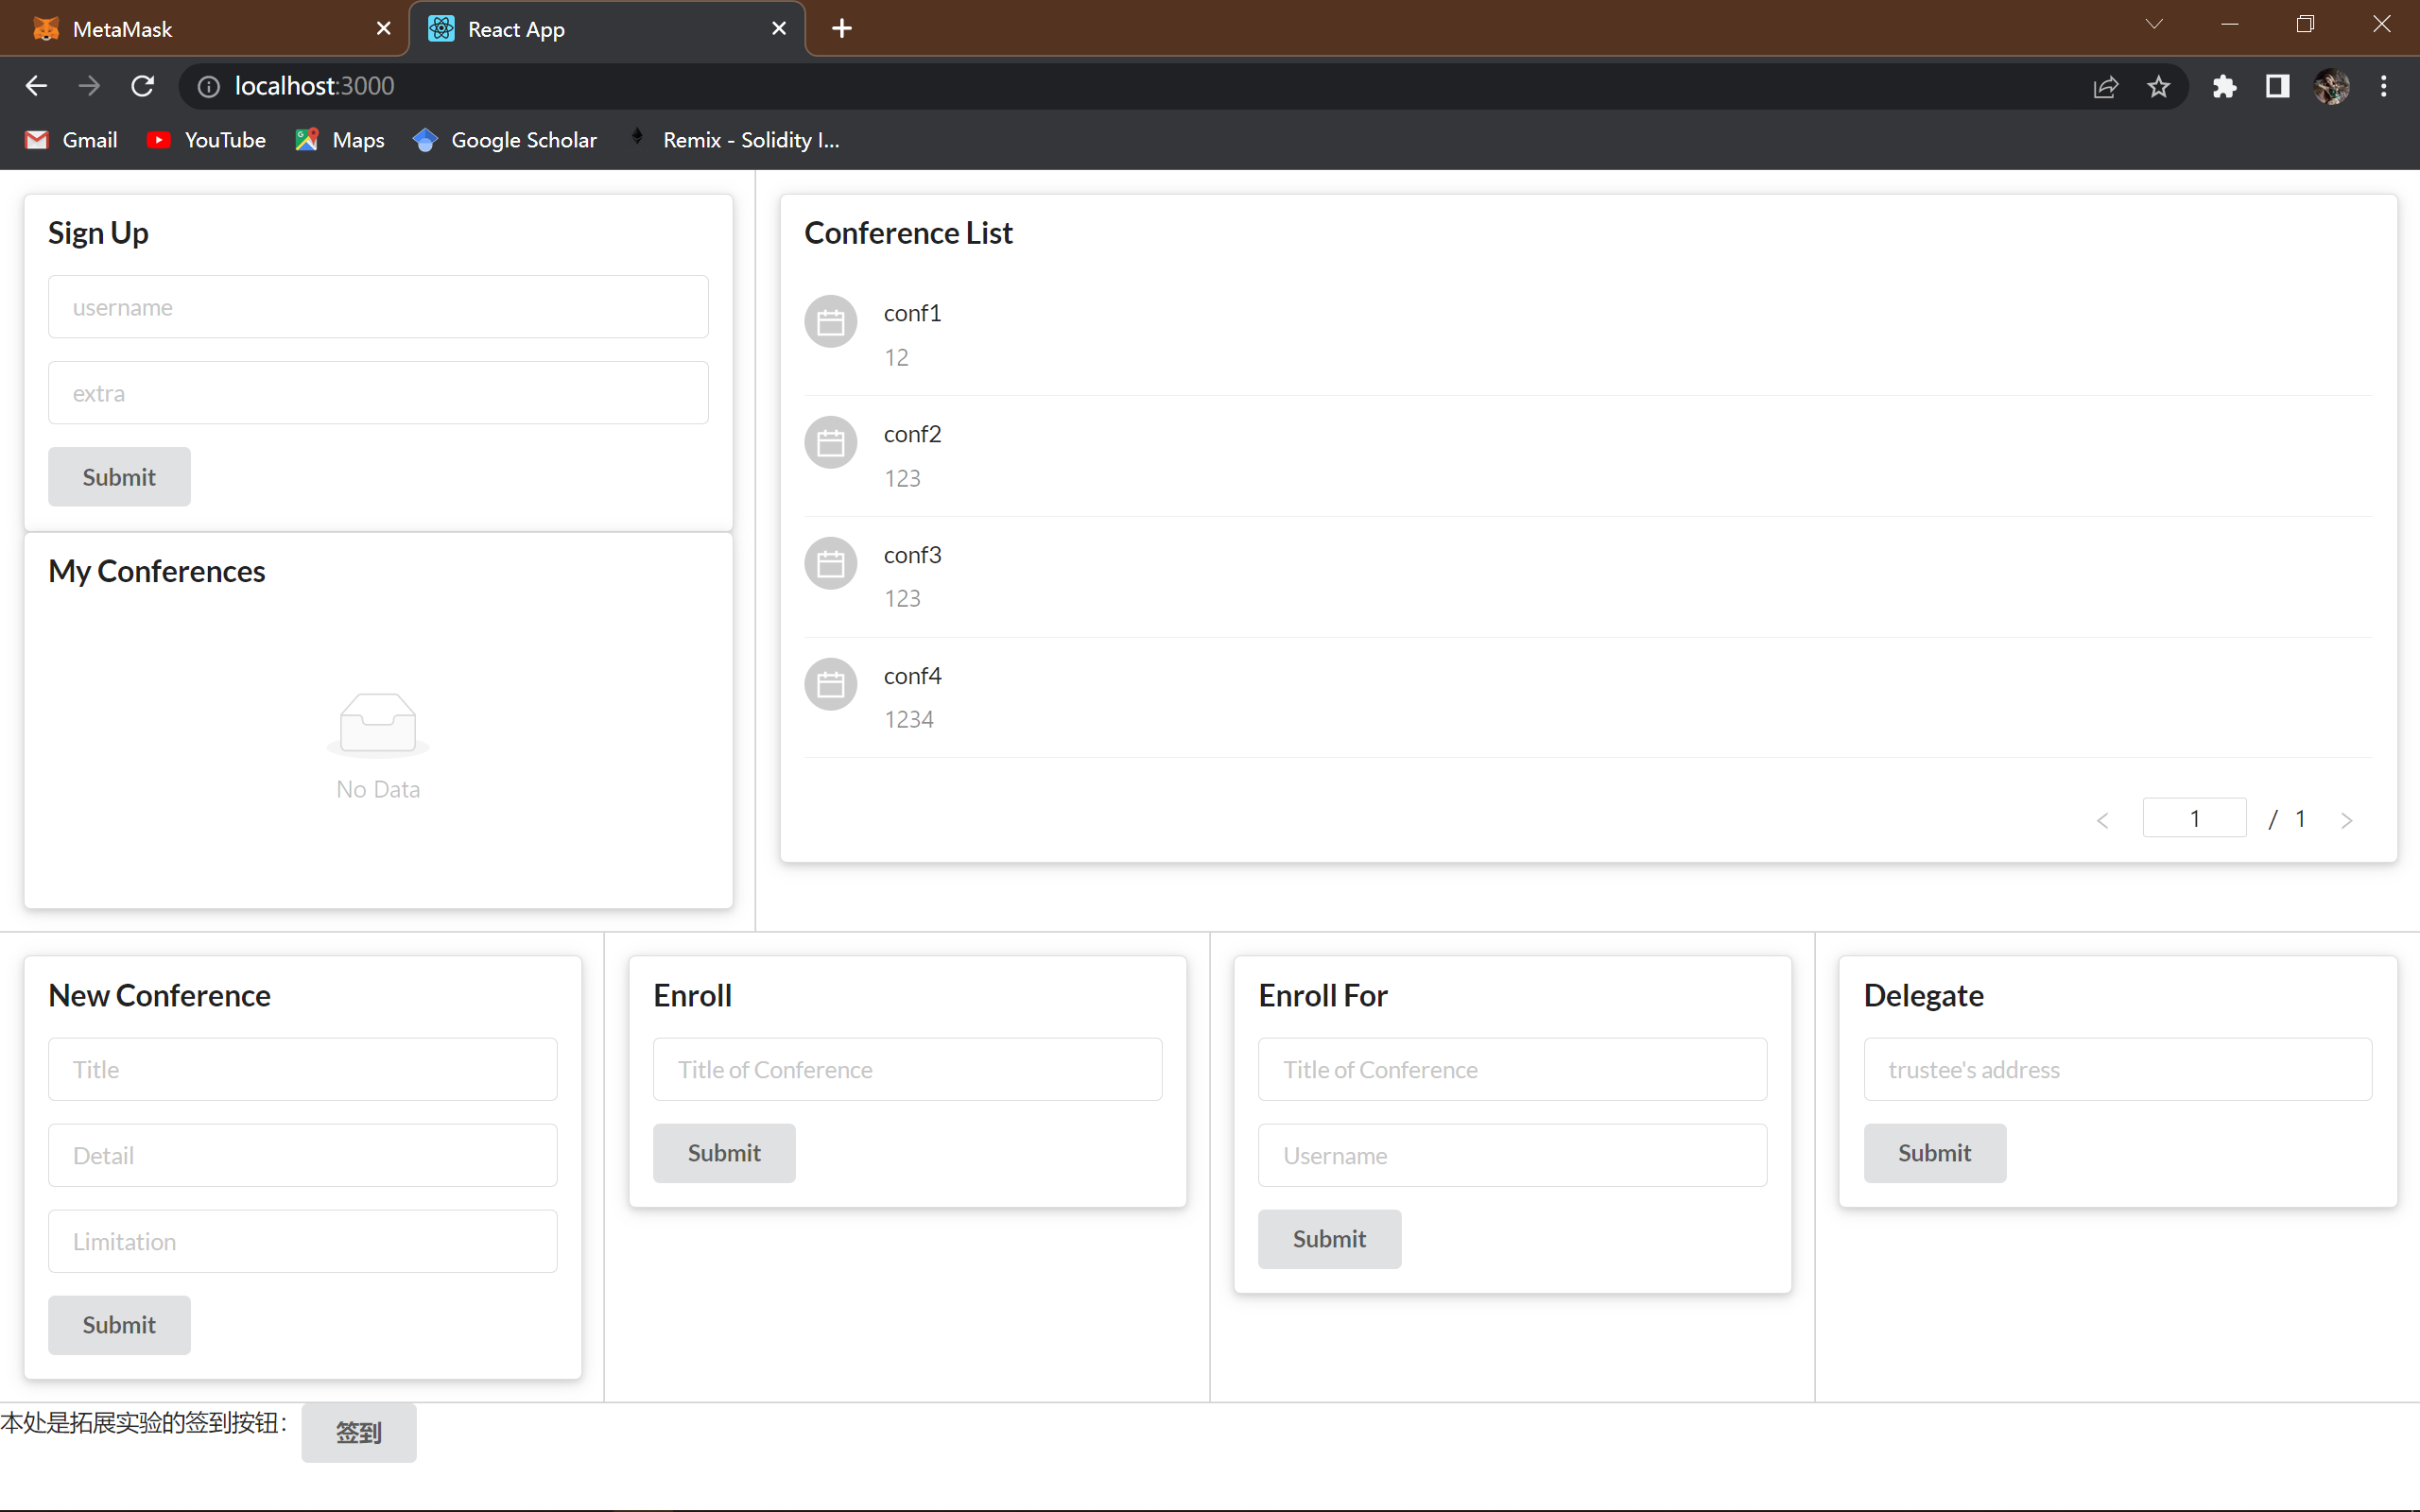 MetaMask
React App
localhost:3000
Gmail
YouTube
Maps
Google Scholar
Remix - Solidity I...
Sign Up
username
extra
Submit
My Conferences
No Data
Conference List
conf1
12
conf2
123
conf3
123
conf4
1234
< 1 / 1 >
New Conference
Title
Detail
Limitation
Submit
Enroll
Title of Conference
Submit
Enroll For
Title of Conference
Username
Submit
Delegate
trustee's address
Submit
本处是拓展实验的签到按钮： 签到